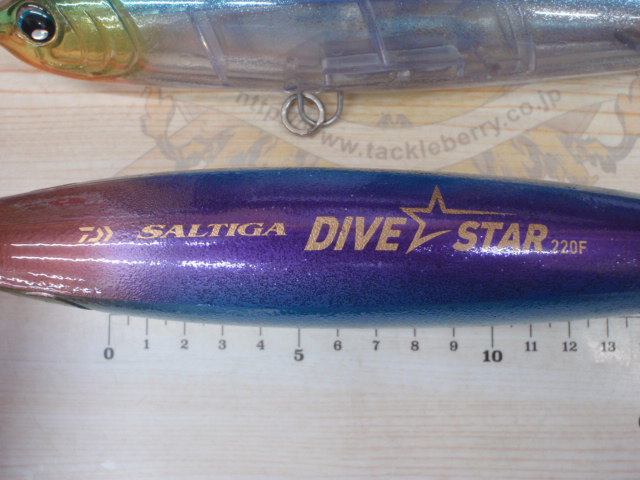 http://www.tackleberry.co.jp
SALTIGA DIVE STAR 220F
0 1 2 3 4 5 6 7 8 9 10 11 12 13